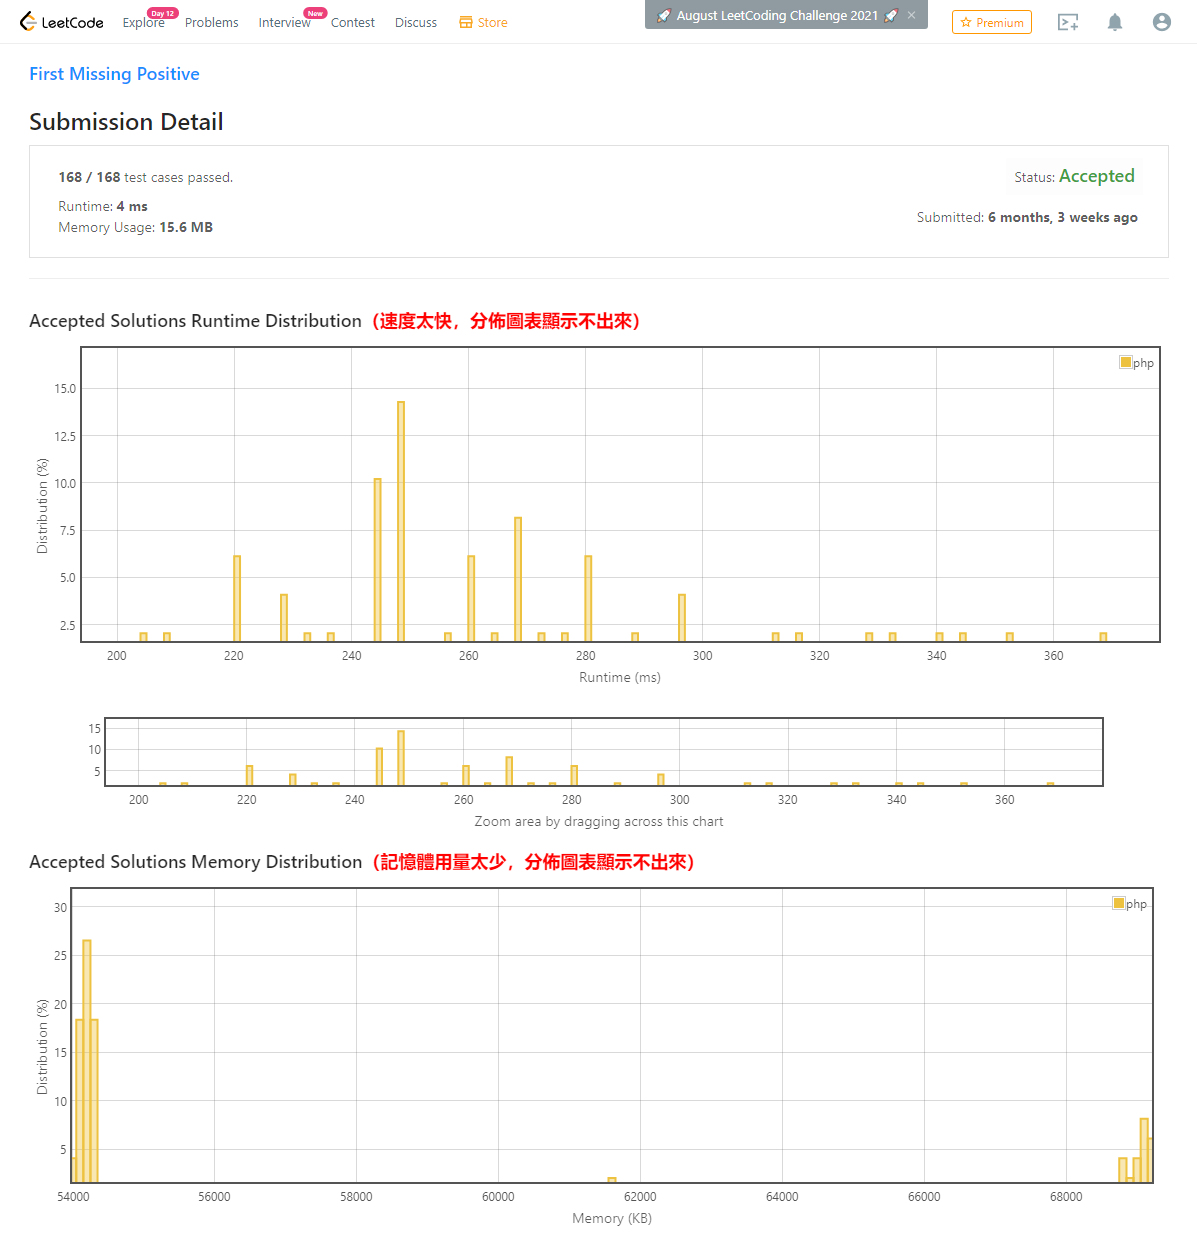 LeetCode Explore Day 12 Problems Interview New Contest Discuss Store 🚀 August LeetCoding Challenge 2021 🚀 × Premium
First Missing Positive
Submission Detail
168 / 168 test cases passed.
Status: Accepted
Runtime: 4 ms
Submitted: 6 months, 3 weeks ago
Memory Usage: 15.6 MB
Accepted Solutions Runtime Distribution（速度太快，分佈圖表顯示不出來）
php
15.0
12.5
10.0
7.5
5.0
2.5
Distribution (%)
200 220 240 260 280 300 320 340 360
Runtime (ms)
15
10
5
200 220 240 260 280 300 320 340 360
Zoom area by dragging across this chart
Accepted Solutions Memory Distribution（記憶體用量太少，分佈圖表顯示不出來）
php
30
25
20
15
10
5
Distribution (%)
54000 56000 58000 60000 62000 64000 66000 68000
Memory (KB)